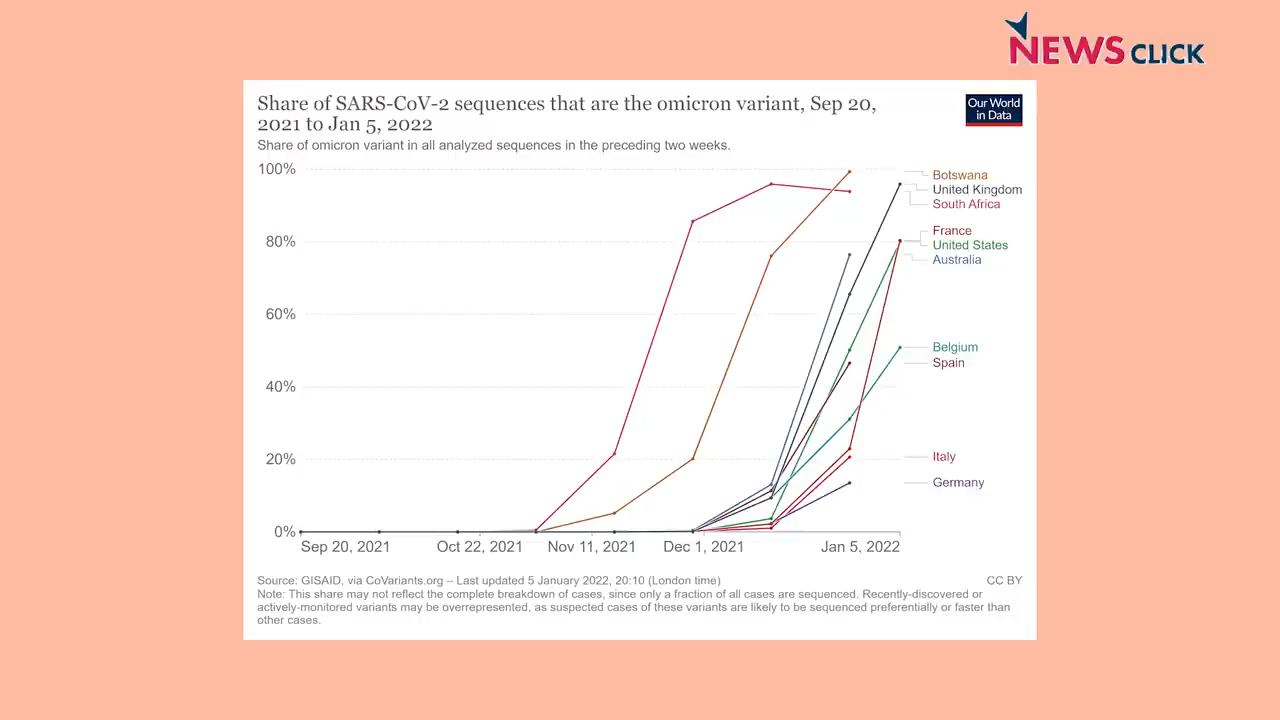 NEWSCLICK
Share of SARS-CoV-2 sequences that are the omicron variant, Sep 20,
2021 to Jan 5, 2022
Our World
in Data
Share of omicron variant in all analyzed sequences in the preceding two weeks.
100%
80%
60%
40%
20%
0%
Botswana
United Kingdom
South Africa
France
United States
Australia
Belgium
Spain
Italy
Germany
Sep 20, 2021
Oct 22, 2021
Nov 11, 2021
Dec 1, 2021
Jan 5, 2022
Source: GISAID, via CoVariants.org – Last updated 5 January 2022, 20:10 (London time)
CC BY
Note: This share may not reflect the complete breakdown of cases, since only a fraction of all cases are sequenced. Recently-discovered or
actively-monitored variants may be overrepresented, as suspected cases of these variants are likely to be sequenced preferentially or faster than
other cases.